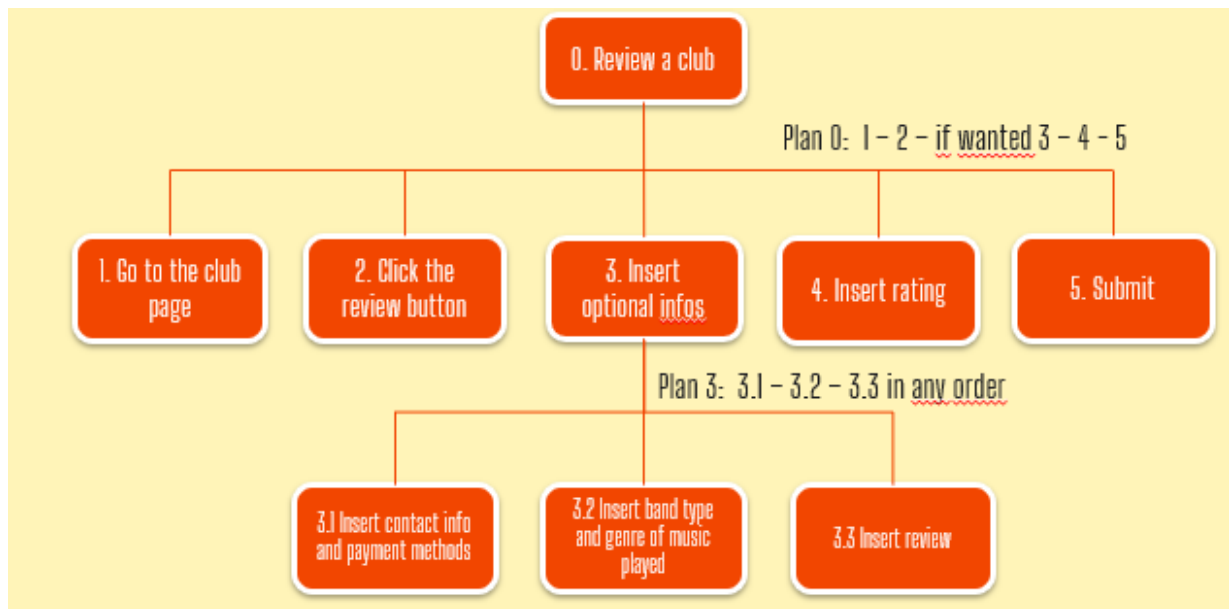 0. Review a club
Plan 0: 1 – 2 – if wanted 3 – 4 - 5
1. Go to the club
page
2. Click the
review button
3. Insert
optional infos
4. Insert rating
5. Submit
Plan 3: 3.1 – 3.2 – 3.3 in any order
3.1 Insert contact info
and payment methods
3.2 Insert band type
and genre of music
played
3.3 Insert review